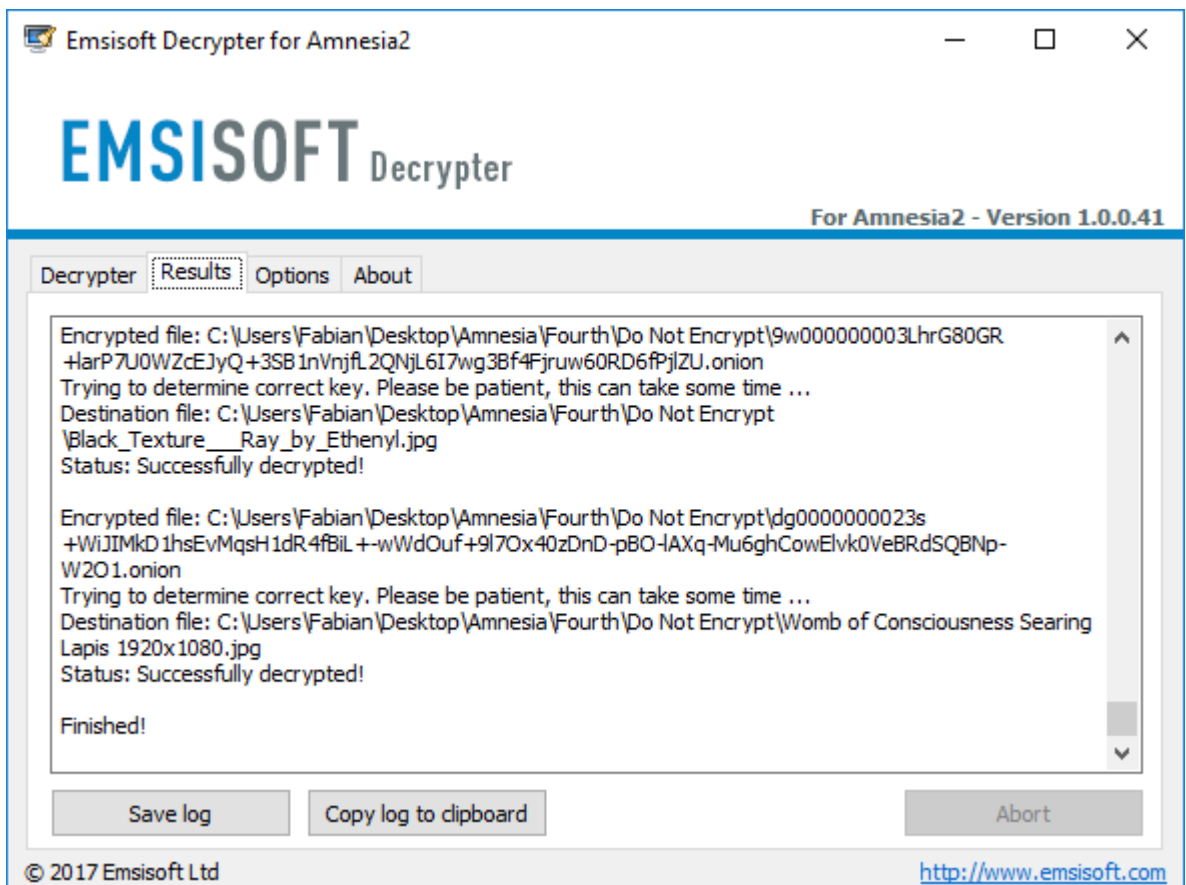 Emsisoft Decrypter for Amnesia2
EMSISOFT Decrypter
For Amnesia2 - Version 1.0.0.41
Decrypter Results Options About
Encrypted file: C:\Users\Fabian\Desktop\Amnesia\Fourth\Do Not Encrypt\9w000000003LhrG80GR
+larP7U0WZcEJyQ+3SB1nVnjfL2QNjL6I7wg3Bf4Fjruw60RD6fPjlZU.onion
Trying to determine correct key. Please be patient, this can take some time ...
Destination file: C:\Users\Fabian\Desktop\Amnesia\Fourth\Do Not Encrypt
\Black_Texture___Ray_by_Ethenyl.jpg
Status: Successfully decrypted!
Encrypted file: C:\Users\Fabian\Desktop\Amnesia\Fourth\Do Not Encrypt\dg0000000023s
+WiJIMkD1hsEvMqsH1dR4fBiL+-wWdOuf+9l7Ox40zDnD-pBO-lAXq-Mu6ghCowElvk0VeBRdSQBNp-
W2O1.onion
Trying to determine correct key. Please be patient, this can take some time ...
Destination file: C:\Users\Fabian\Desktop\Amnesia\Fourth\Do Not Encrypt\Womb of Consciousness Searing
Lapis 1920x1080.jpg
Status: Successfully decrypted!
Finished!
Save log Copy log to clipboard Abort
© 2017 Emsisoft Ltd http://www.emsisoft.com